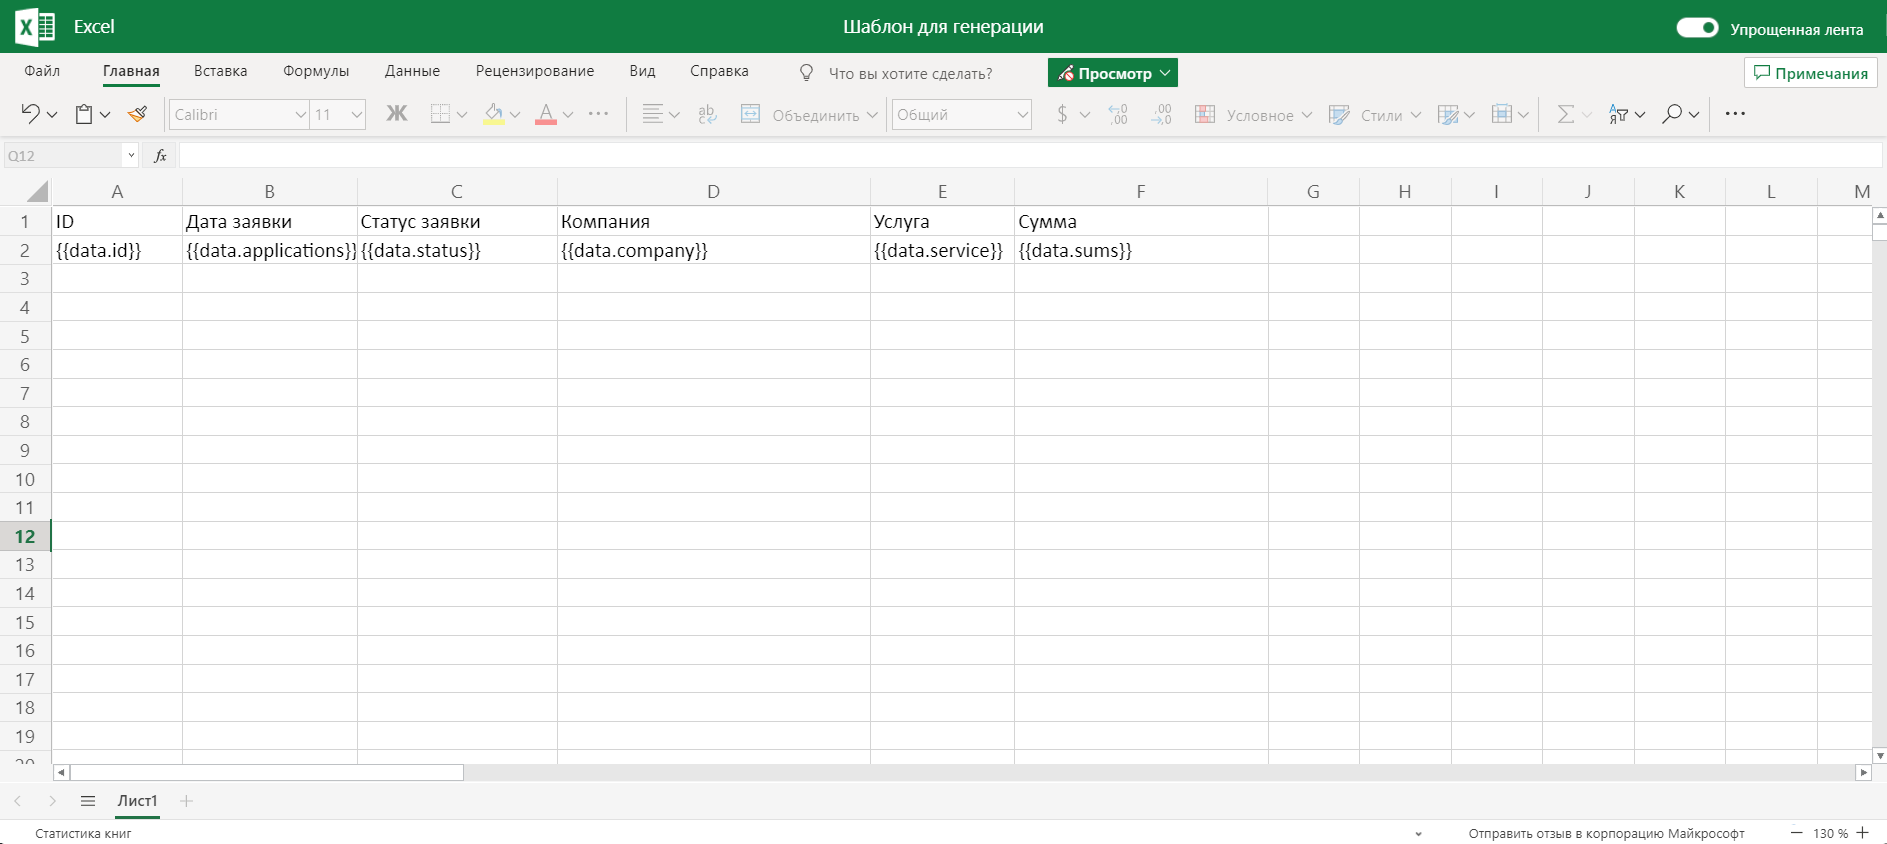 Excel Шаблон для генерации Упрощенная лента
Файл Главная Вставка Формулы Данные Рецензирование Вид Справка Что вы хотите сделать? Просмотр Примечания
Calibri 11 Ж А ab Объединить Общий $ Условное Стили
Q12 fx
A B C D E F G H I J K L M
1 ID Дата заявки Статус заявки Компания Услуга Сумма
2 {{data.id}} {{data.applications}} {{data.status}} {{data.company}} {{data.service}} {{data.sums}}
3
4
5
6
7
8
9
10
11
12
13
14
15
16
17
18
19
20
Лист1
Статистика книг Отправить отзыв в корпорацию Майкрософт 130 %